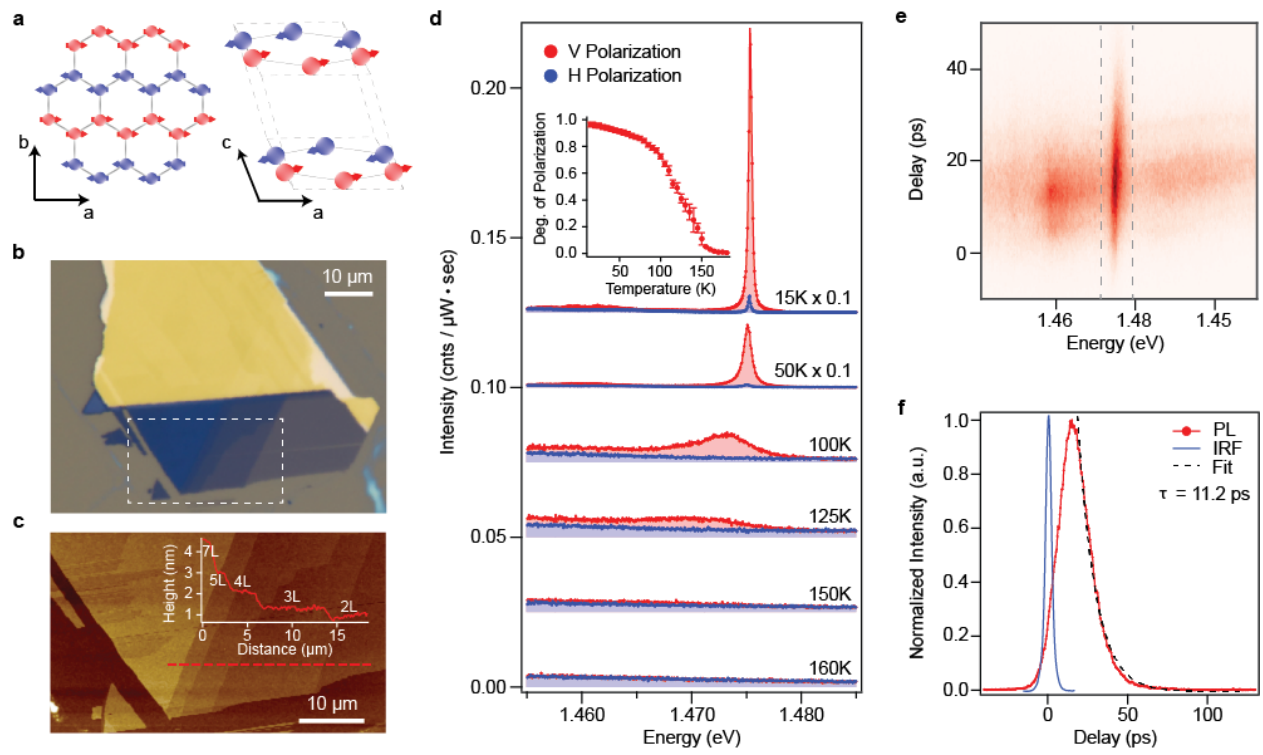 a
b
a
c
a
b
10 µm
c
Height (nm)
4
3
2
1
7L
5L
4L
3L
2L
0
5
10
15
Distance (µm)
10 µm
d
V Polarization
H Polarization
Intensity (cnts / µW • sec)
0.20
0.15
0.10
0.05
0.00
Deg. of Polarization
1.0
0.8
0.6
0.4
0.2
0.0
50
100
150
Temperature (K)
15K x 0.1
50K x 0.1
100K
125K
150K
160K
1.460
1.470
1.480
Energy (eV)
e
Delay (ps)
40
20
0
1.46
1.48
1.45
Energy (eV)
f
Normalized Intensity (a.u.)
1.0
0.8
0.6
0.4
0.2
0.0
PL
IRF
Fit
τ = 11.2 ps
0
50
100
Delay (ps)